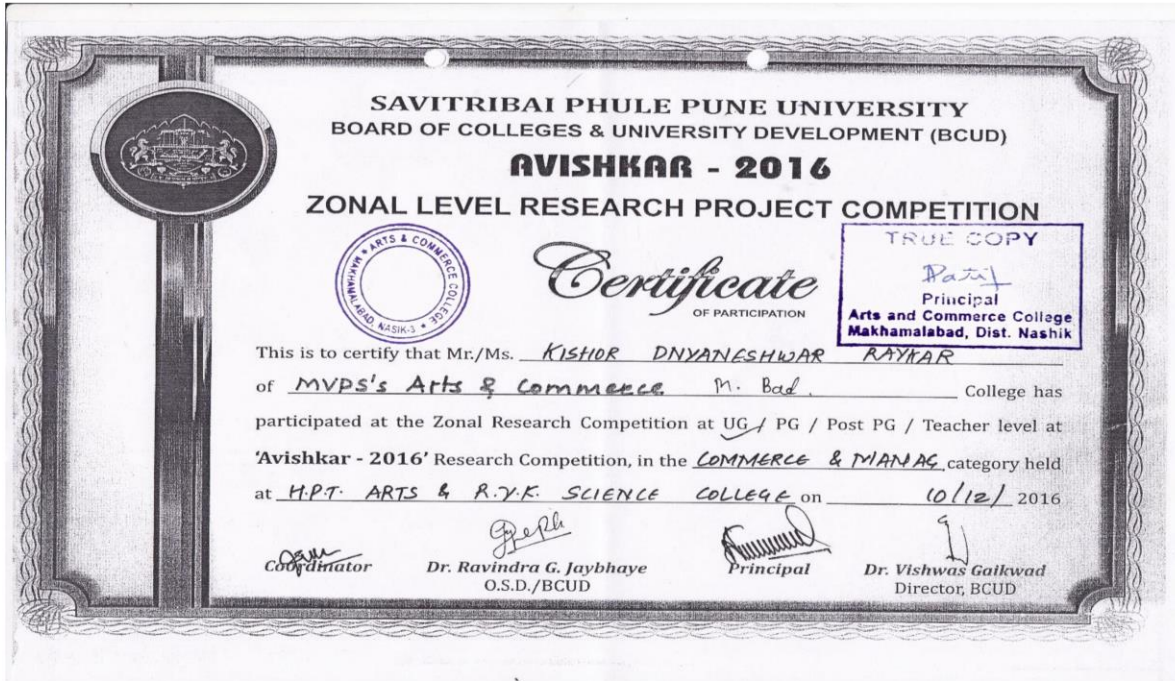 SAVITRIBAI PHULE PUNE UNIVERSITY
BOARD OF COLLEGES & UNIVERSITY DEVELOPMENT (BCUD)
AVISHKAR - 2016
ZONAL LEVEL RESEARCH PROJECT COMPETITION
ARTS & COMMERCE COLLEGE
MAKHAMALABAD, NASIK-3
Certificate
OF PARTICIPATION
TRUE COPY
Patil
Principal
Arts and Commerce College
Makhamalabad, Dist. Nashik
This is to certify that Mr./Ms. KISHOR DNYANESHWAR RAYKAR
of MVPS's Arts & Commerce M. Bad. College has
participated at the Zonal Research Competition at UG / PG / Post PG / Teacher level at
'Avishkar - 2016' Research Competition, in the COMMERCE & MANAG category held
at H.P.T. ARTS & R.Y.K. SCIENCE COLLEGE on 10/12/ 2016
Coordinator
Dr. Ravindra G. Jaybhaye
O.S.D./BCUD
Principal
Dr. Vishwas Gaikwad
Director, BCUD